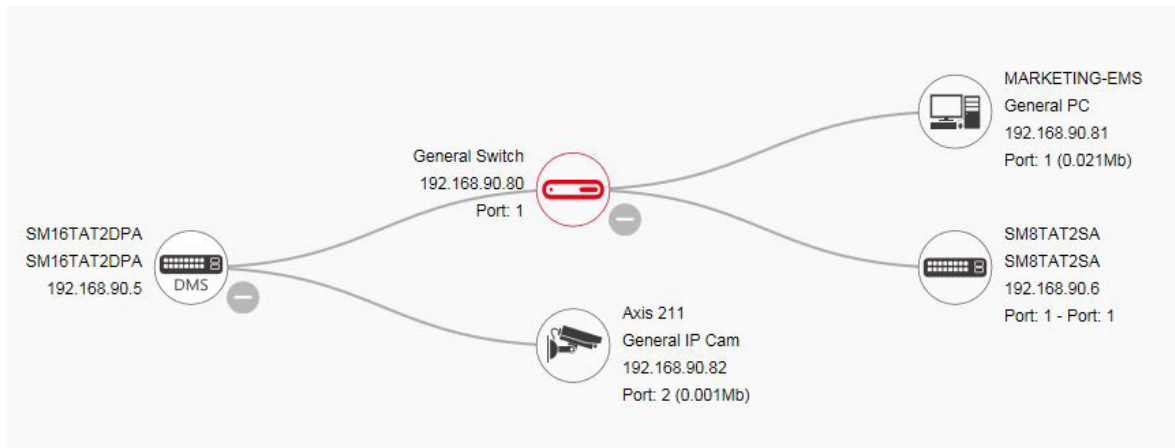 SM16TAT2DPA
SM16TAT2DPA
192.168.90.5
DMS
General Switch
192.168.90.80
Port: 1
Axis 211
General IP Cam
192.168.90.82
Port: 2 (0.001Mb)
MARKETING-EMS
General PC
192.168.90.81
Port: 1 (0.021Mb)
SM8TAT2SA
SM8TAT2SA
192.168.90.6
Port: 1 - Port: 1